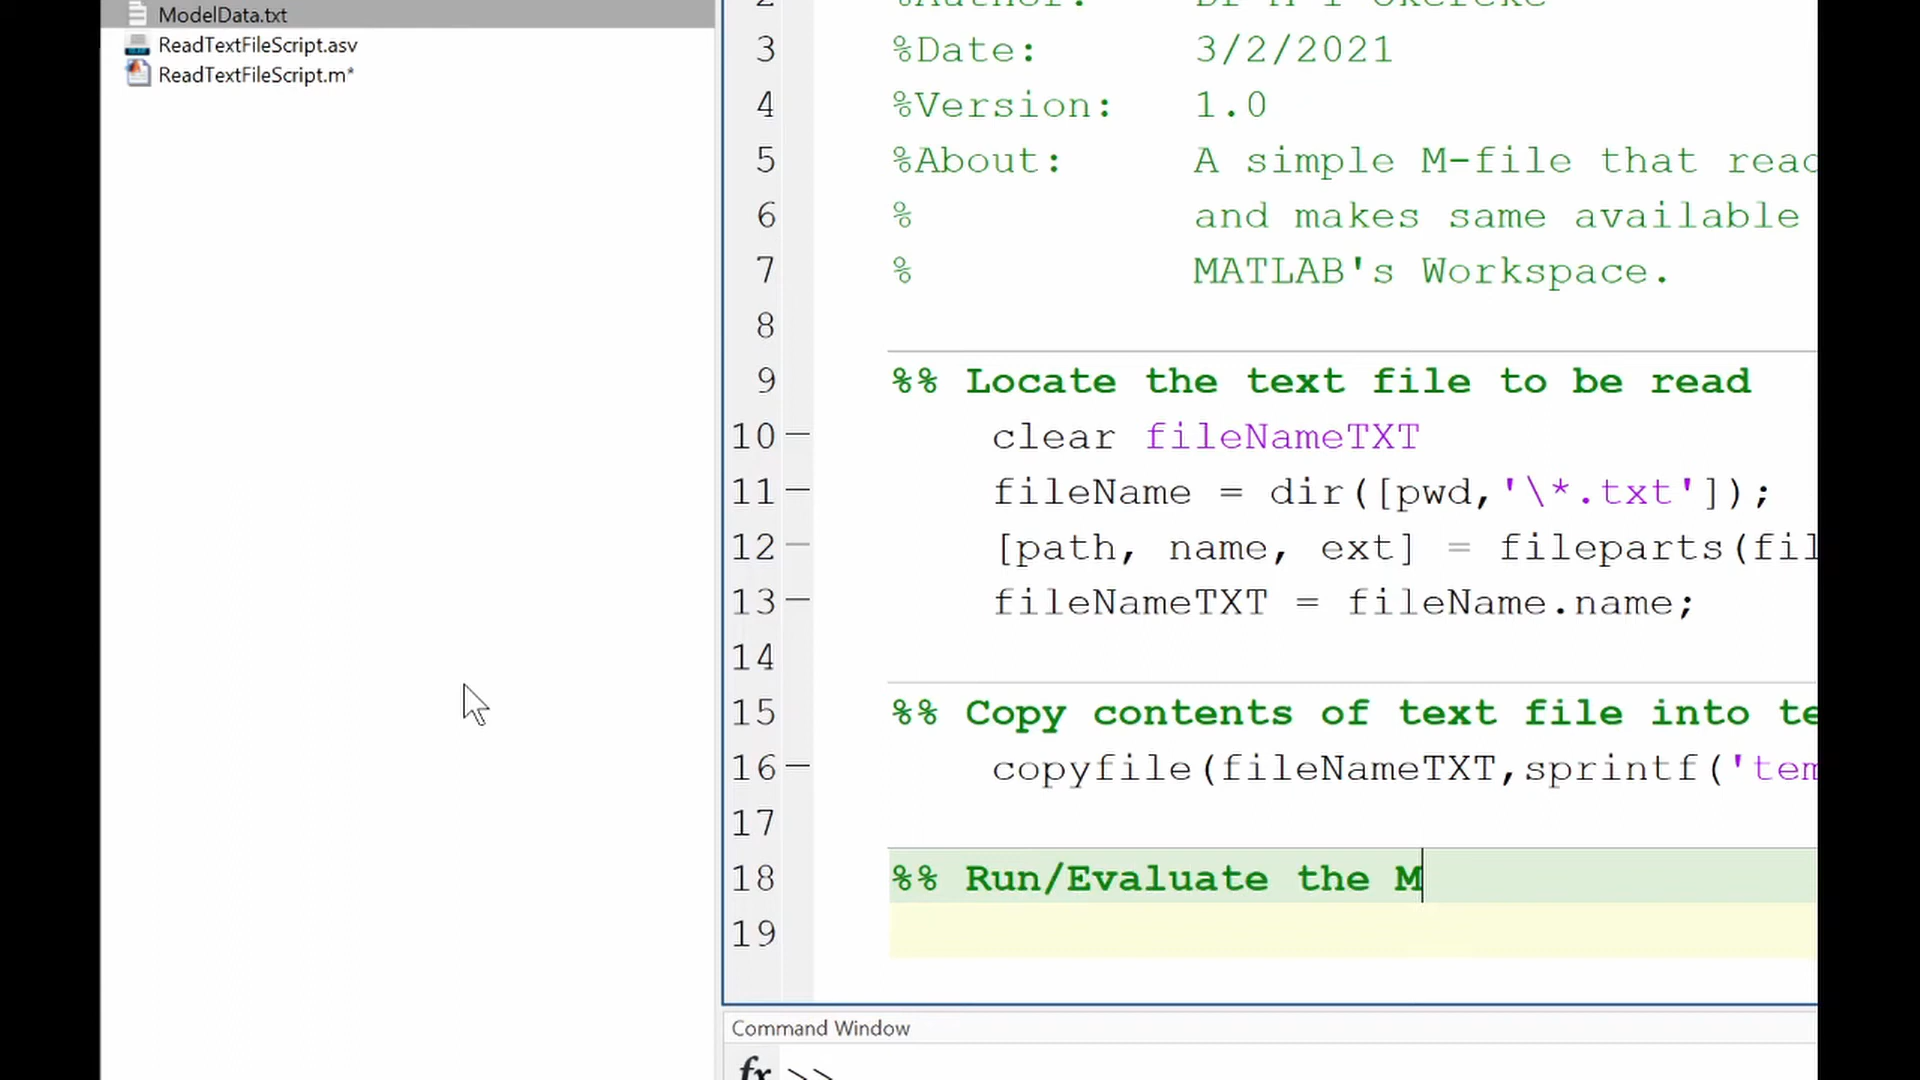 ModelData.txt
ReadTextFileScript.asv
ReadTextFileScript.m*
3 %Date: 3/2/2021
4 %Version: 1.0
5 %About: A simple M-file that read
6 % and makes same available
7 % MATLAB's Workspace.
8
9 %% Locate the text file to be read
10 clear fileNameTXT
11 fileName = dir([pwd,'\*.txt']);
12 [path, name, ext] = fileparts(fil
13 fileNameTXT = fileName.name;
14
15 %% Copy contents of text file into te
16 copyfile(fileNameTXT,sprintf('tem
17
18 %% Run/Evaluate the M
19
Command Window
fx >>